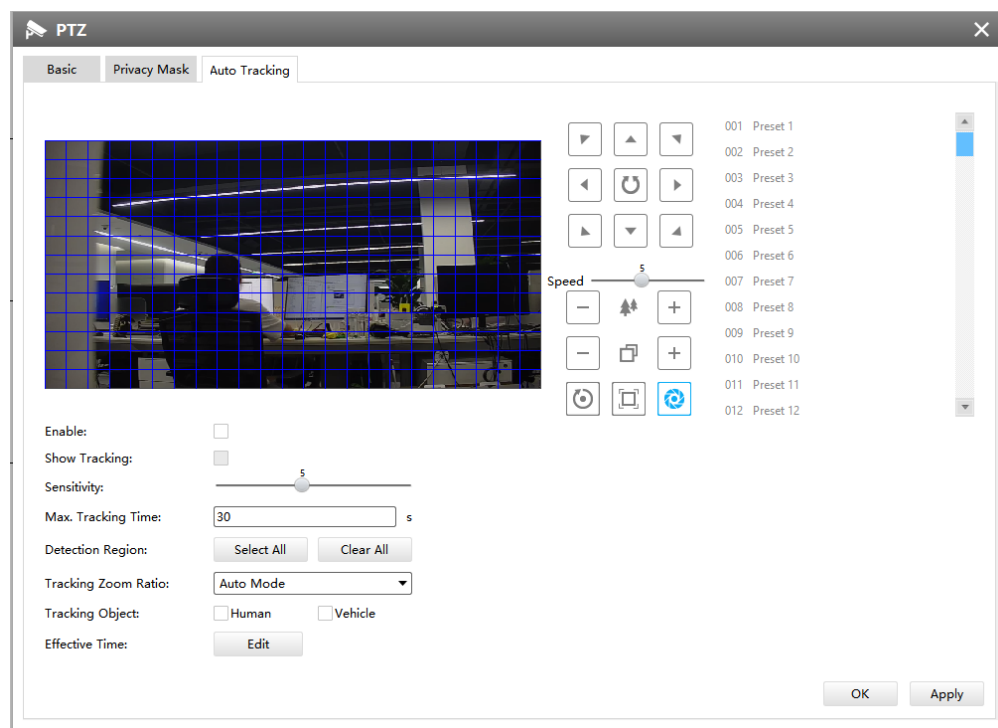 PTZ
Basic Privacy Mask Auto Tracking
001 Preset 1
002 Preset 2
003 Preset 3
004 Preset 4
005 Preset 5
006 Preset 6
007 Preset 7
008 Preset 8
009 Preset 9
010 Preset 10
011 Preset 11
012 Preset 12
5
Speed
Enable:
Show Tracking:
5
Sensitivity:
Max. Tracking Time: 30 s
Detection Region: Select All Clear All
Tracking Zoom Ratio: Auto Mode
Tracking Object: Human Vehicle
Effective Time: Edit
OK Apply